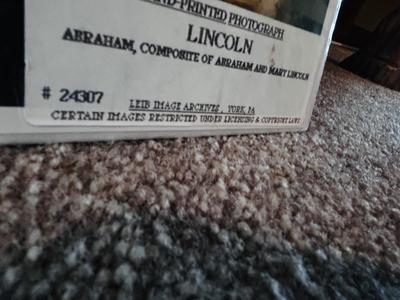 -PRINTED PHOTOGRAPH
LINCOLN
ABRAHAM, COMPOSITE OF ABRAHAM AND MARY LINCOLN
# 24307
LEIB IMAGE ARCHIVES, YORK, PA
CERTAIN IMAGES RESTRICTED UNDER LICENSING & COPYRIGHT LAWS